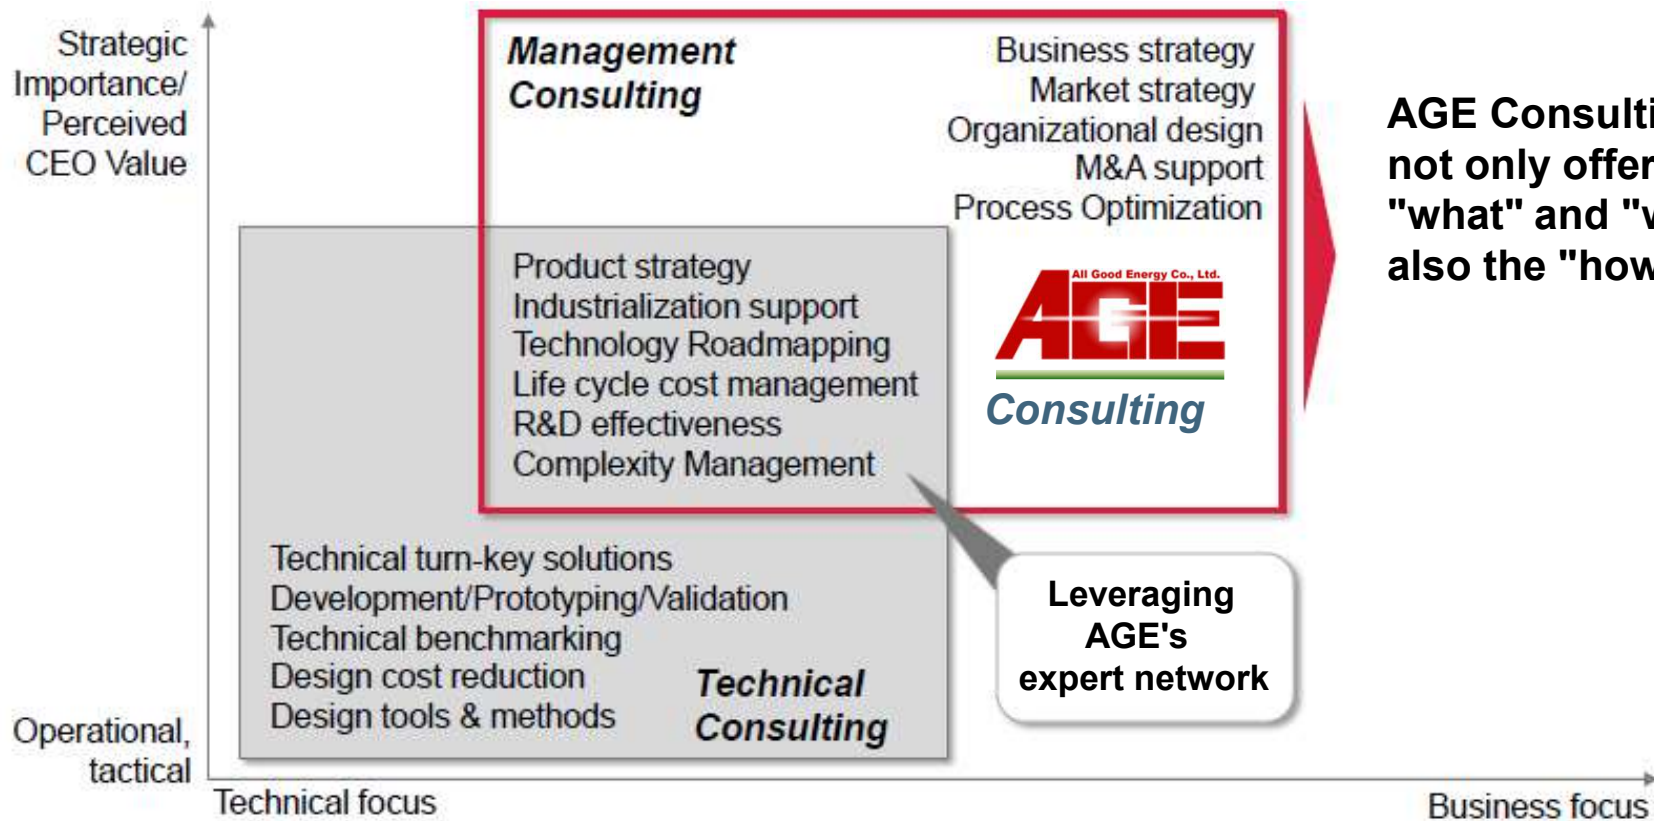 Strategic
Importance/
Perceived
CEO Value
Management
Consulting
Business strategy
Market strategy
Organizational design
M&A support
Process Optimization
AGE
not only
"what" and
also the
Product strategy
Industrialization support
Technology Roadmapping
Life cycle cost management
R&D effectiveness
Complexity Management
All Good Energy Co., Ltd.
AGE
Consulting
Technical turn-key solutions
Development/Prototyping/Validation
Technical benchmarking
Design cost reduction
Design tools & methods
Technical
Consulting
Leveraging
AGE's
expert network
Operational,
tactical
Technical focus
Business focus